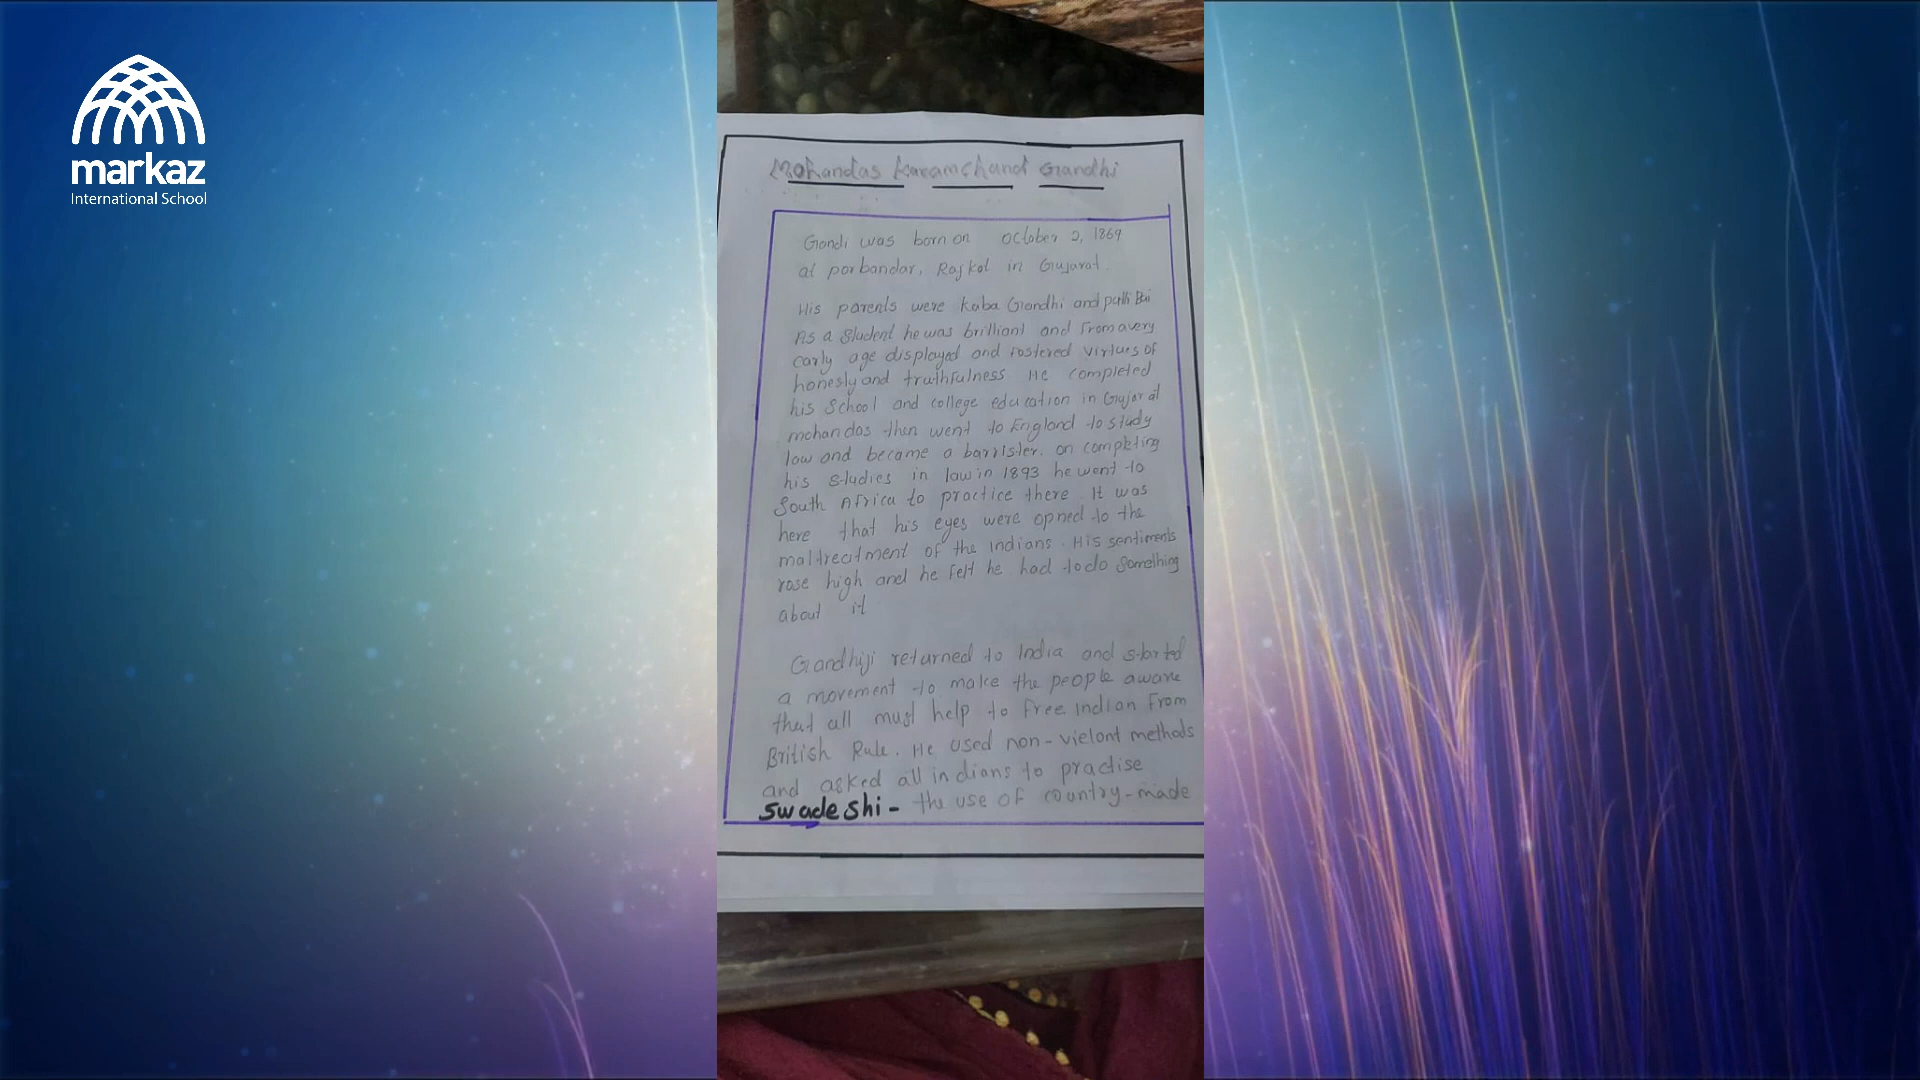 markaz
International School
Mohandas Karamchand Gandhi
Gandi was born on October 2, 1869
at porbandar, Rajkot in Gujarat.
His parents were Kaba Gandhi and putli Bai
As a Student he was brilliant and from a very
early age displayed and fostered virtues of
honesty and truthfulness. He completed
his School and college education in Gujarat
mohandas then went to England to study
law and became a barrister. on completing
his studies in law in 1893 he went to
South Africa to practice there. It was
here that his eyes were opned to the
maltreatment of the indians. His sentiments
rose high and he felt he had to do Something
about it
Gandhiji returned to India and started
a movement to make the people aware
that all must help to free indian from
British Rule. He used non-vielont methods
and asked all indians to practise
Swadeshi - the use of country-made